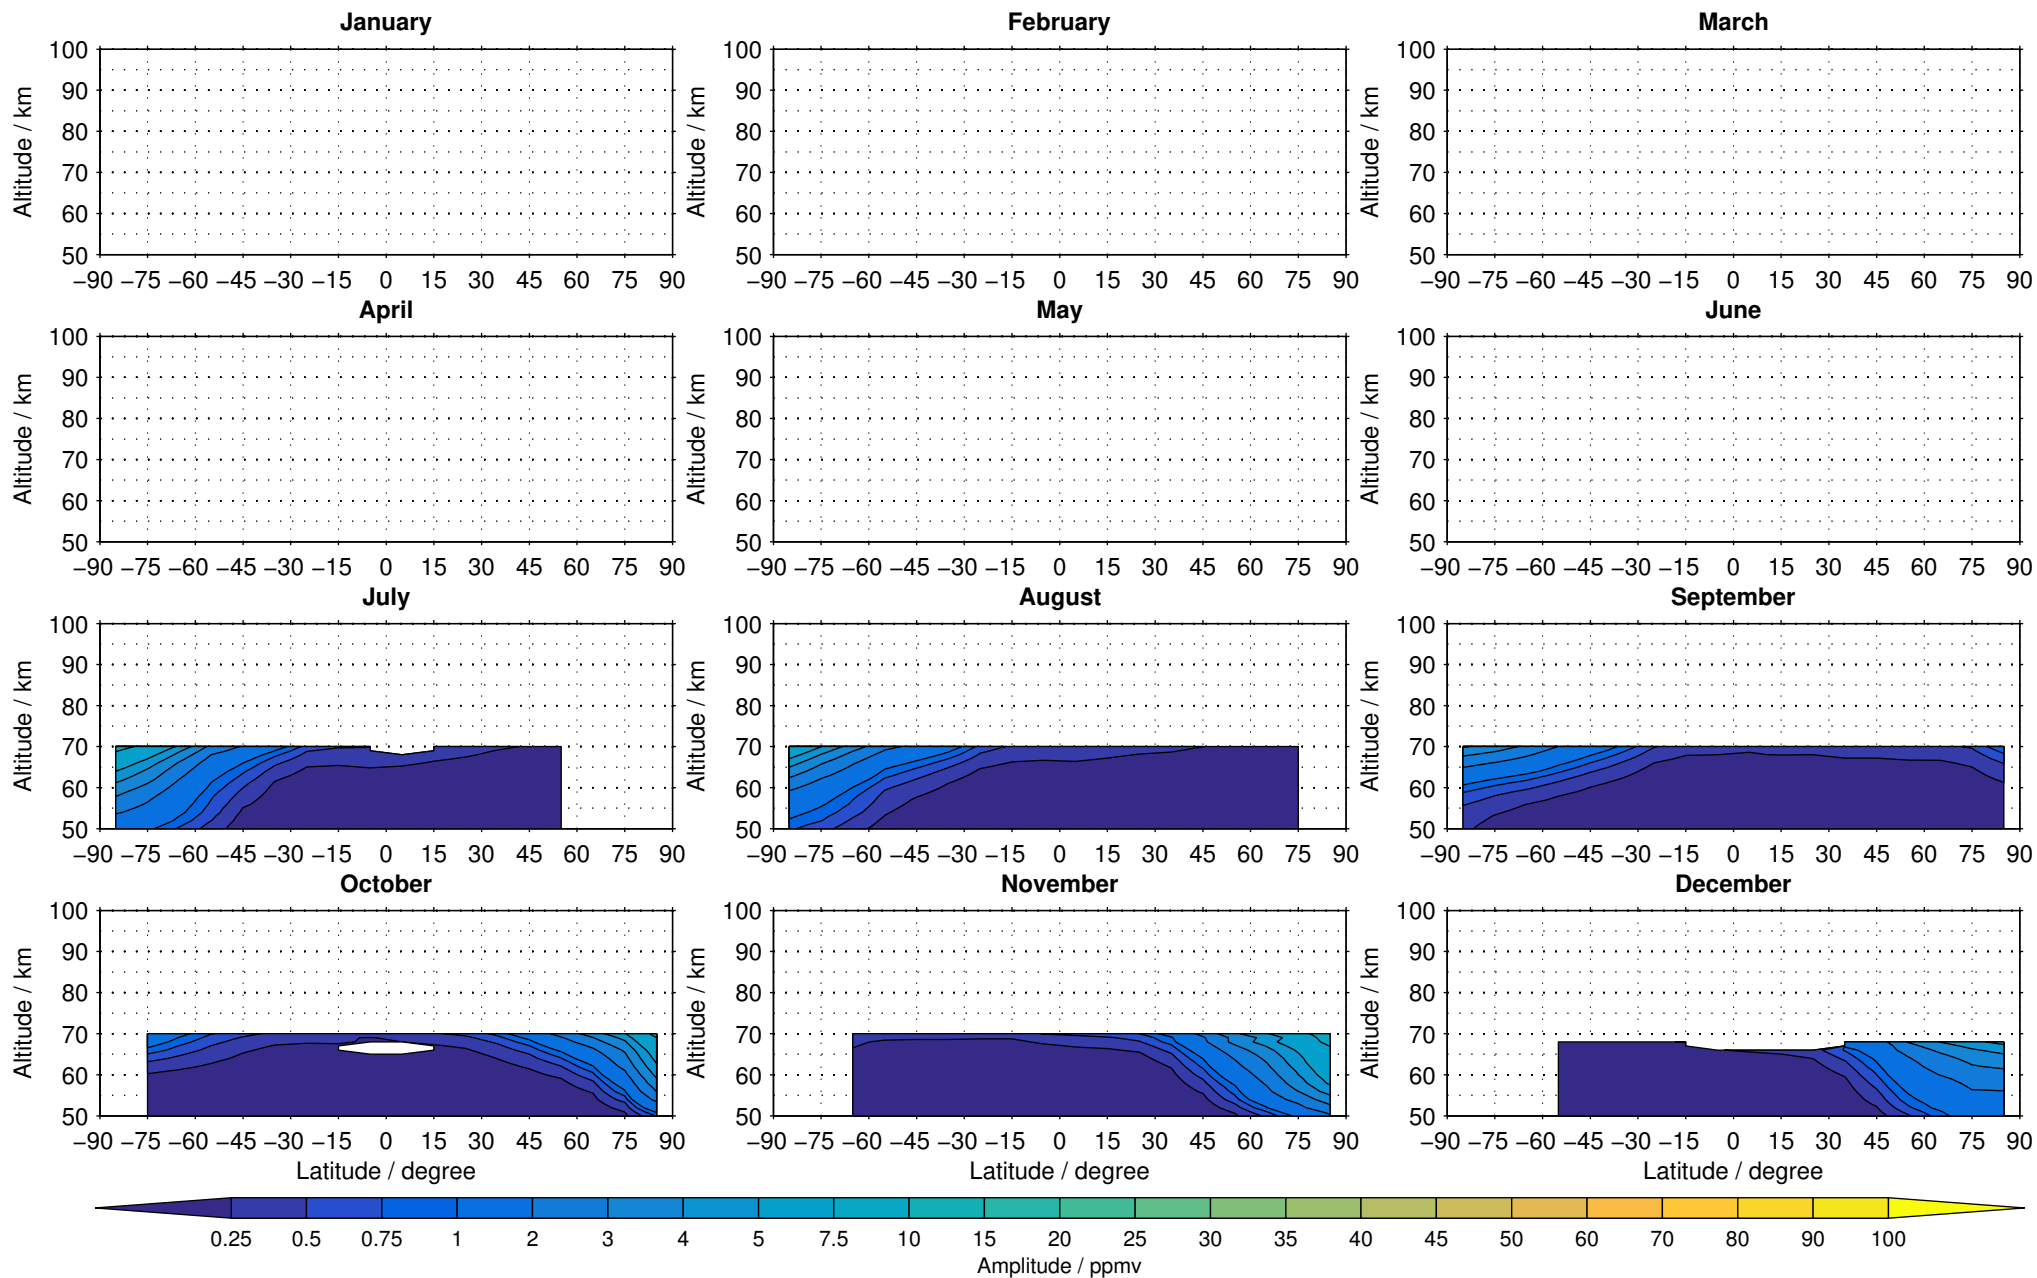 January February March
100 100 100
90 90 90
80 80 80
70 70 70
60 60 60
50 50 50
Altitude / km Altitude / km Altitude / km
−90 −75 −60 −45 −30 −15 0 15 30 45 60 75 90 −90 −75 −60 −45 −30 −15 0 15 30 45 60 75 90 −90 −75 −60 −45 −30 −15 0 15 30 45 60 75 90
April May June
100 100 100
90 90 90
80 80 80
70 70 70
60 60 60
50 50 50
Altitude / km Altitude / km Altitude / km
−90 −75 −60 −45 −30 −15 0 15 30 45 60 75 90 −90 −75 −60 −45 −30 −15 0 15 30 45 60 75 90 −90 −75 −60 −45 −30 −15 0 15 30 45 60 75 90
July August September
100 100 100
90 90 90
80 80 80
70 70 70
60 60 60
50 50 50
Altitude / km Altitude / km Altitude / km
−90 −75 −60 −45 −30 −15 0 15 30 45 60 75 90 −90 −75 −60 −45 −30 −15 0 15 30 45 60 75 90 −90 −75 −60 −45 −30 −15 0 15 30 45 60 75 90
October November December
100 100 100
90 90 90
80 80 80
70 70 70
60 60 60
50 50 50
Altitude / km Altitude / km Altitude / km
−90 −75 −60 −45 −30 −15 0 15 30 45 60 75 90 −90 −75 −60 −45 −30 −15 0 15 30 45 60 75 90 −90 −75 −60 −45 −30 −15 0 15 30 45 60 75 90
Latitude / degree Latitude / degree Latitude / degree
0.25 0.5 0.75 1 2 3 4 5 7.5 10 15 20 25 30 35 40 45 50 60 70 80 90 100
Amplitude / ppmv